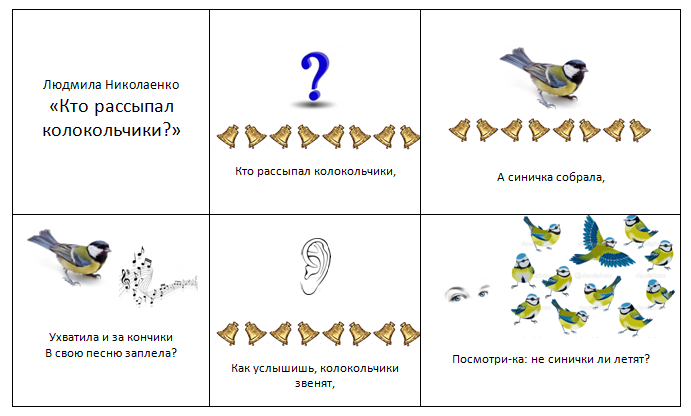 Людмила Николаенко
«Кто рассыпал
колокольчики?»
Кто рассыпал колокольчики,
А синичка собрала,
Ухватила и за кончики
В свою песню заплела?
Как услышишь, колокольчики
звенят,
Посмотри-ка: не синички ли летят?